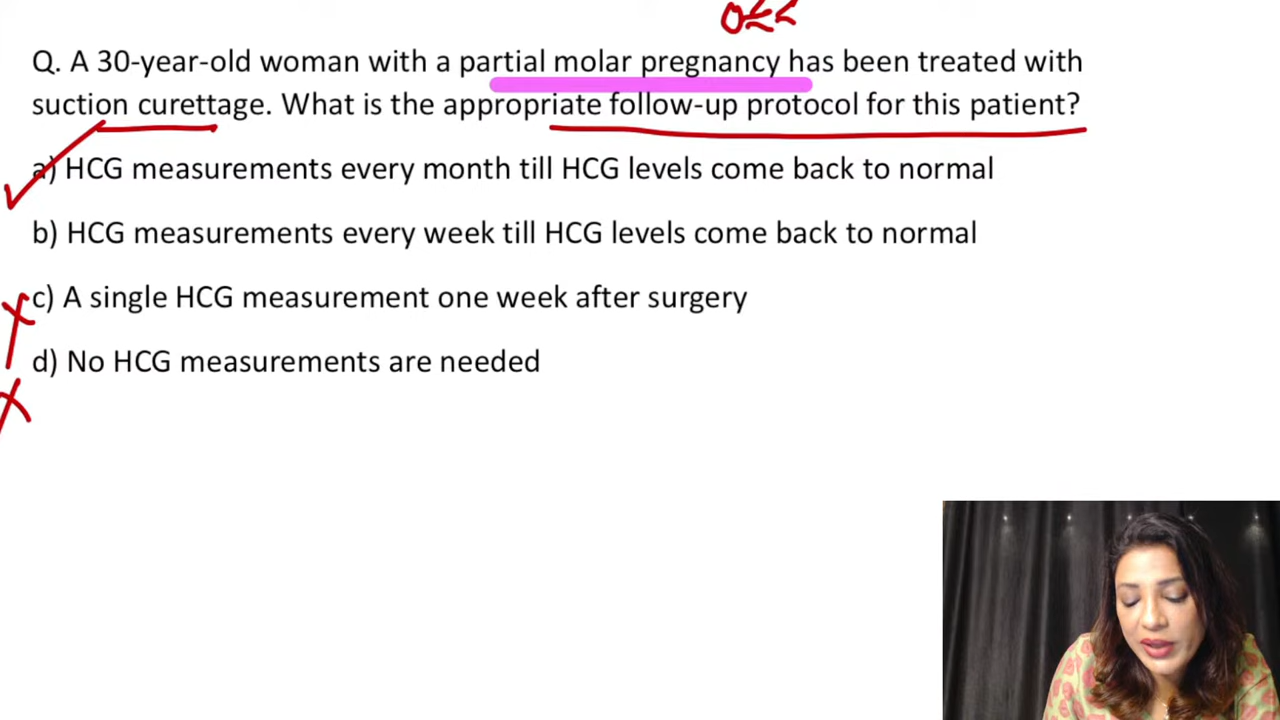 Q. A 30-year-old woman with a partial molar pregnancy has been treated with
suction curettage. What is the appropriate follow-up protocol for this patient?
a) HCG measurements every month till HCG levels come back to normal
b) HCG measurements every week till HCG levels come back to normal
c) A single HCG measurement one week after surgery
d) No HCG measurements are needed